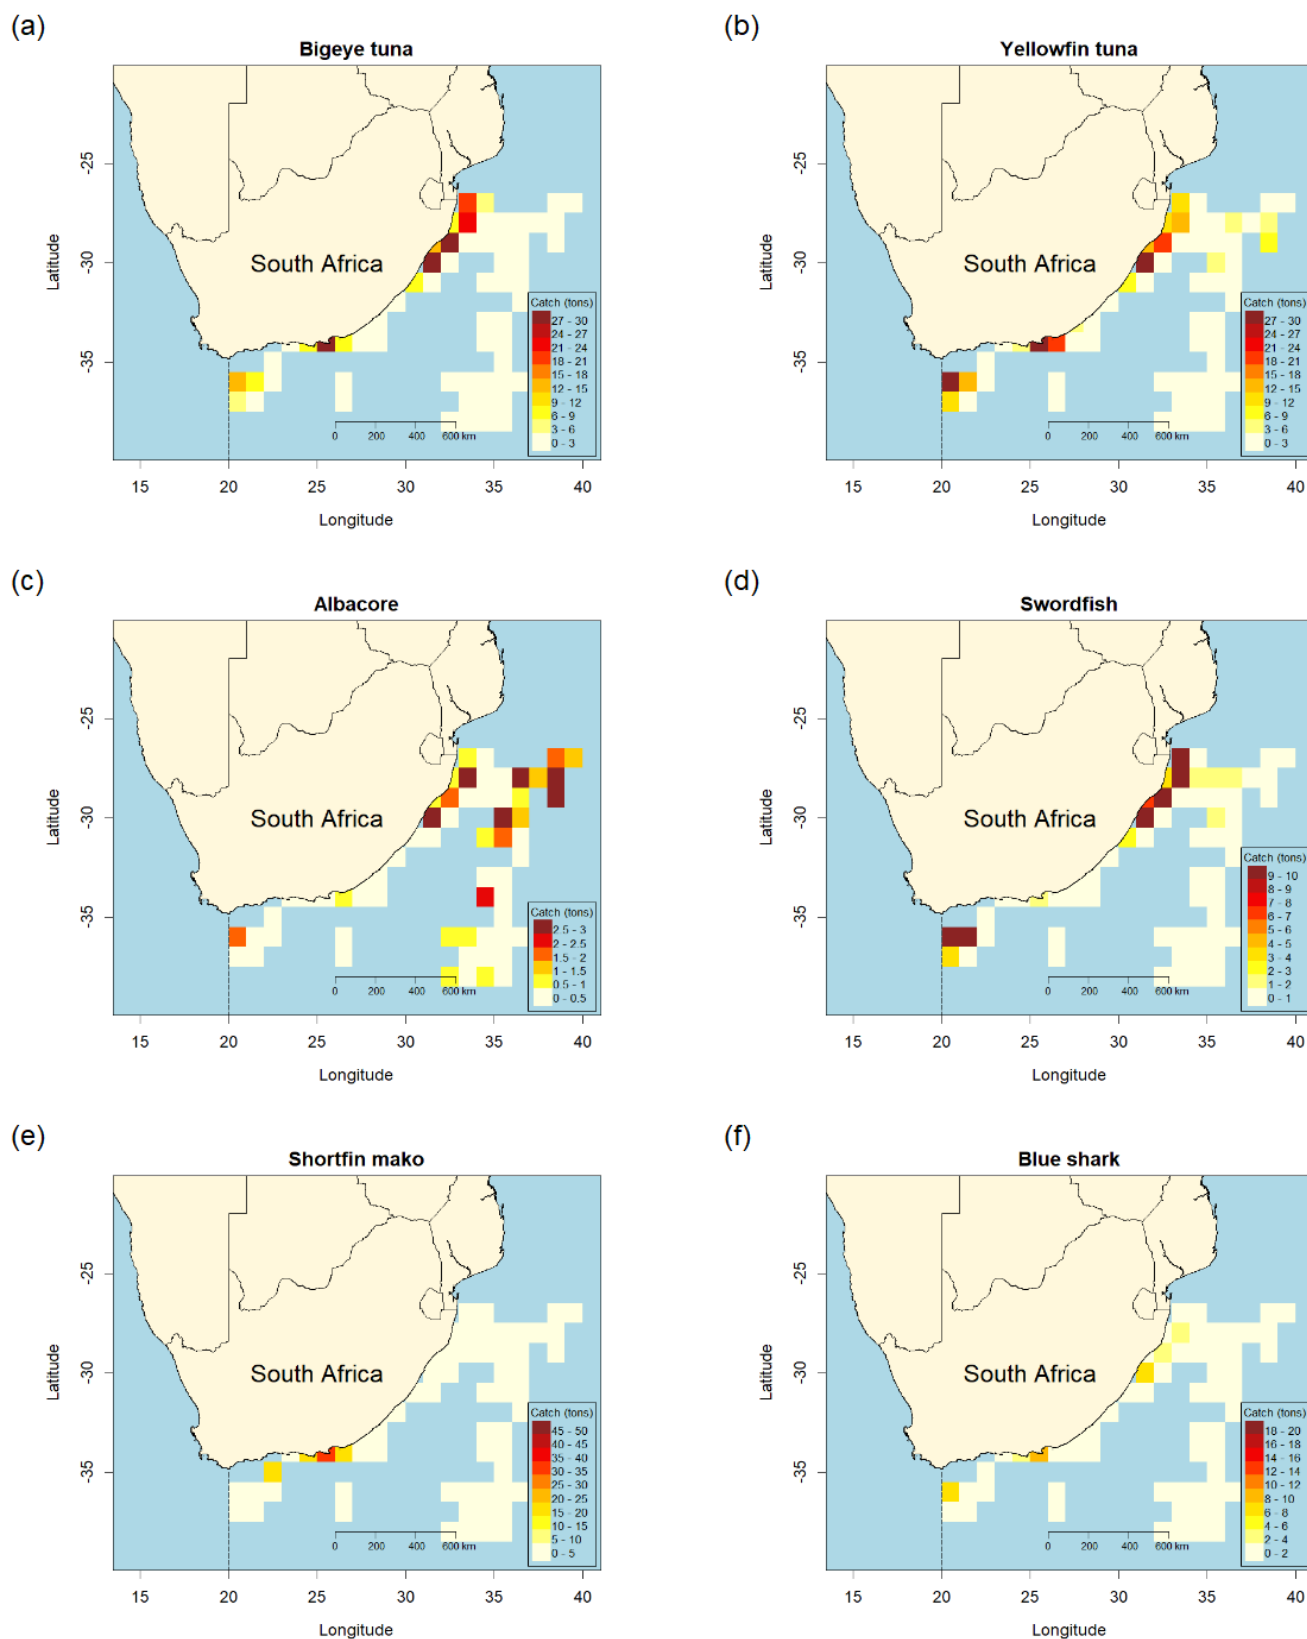 (a)
Bigeye tuna
Latitude
-25
-30
-35
South Africa
Catch (tons)
27 - 30
24 - 27
21 - 24
18 - 21
15 - 18
12 - 15
9 - 12
6 - 9
3 - 6
0 - 3
0 200 400 600 km
15 20 25 30 35 40
Longitude
(b)
Yellowfin tuna
Latitude
-25
-30
-35
South Africa
Catch (tons)
27 - 30
24 - 27
21 - 24
18 - 21
15 - 18
12 - 15
9 - 12
6 - 9
3 - 6
0 - 3
0 200 400 600 km
15 20 25 30 35 40
Longitude
(c)
Albacore
Latitude
-25
-30
-35
South Africa
Catch (tons)
2.5 - 3
2 - 2.5
1.5 - 2
1 - 1.5
0.5 - 1
0 - 0.5
0 200 400 600 km
15 20 25 30 35 40
Longitude
(d)
Swordfish
Latitude
-25
-30
-35
South Africa
Catch (tons)
9 - 10
8 - 9
7 - 8
6 - 7
5 - 6
4 - 5
3 - 4
2 - 3
1 - 2
0 - 1
0 200 400 600 km
15 20 25 30 35 40
Longitude
(e)
Shortfin mako
Latitude
-25
-30
-35
South Africa
Catch (tons)
45 - 50
40 - 45
35 - 40
30 - 35
25 - 30
20 - 25
15 - 20
10 - 15
5 - 10
0 - 5
0 200 400 600 km
15 20 25 30 35 40
Longitude
(f)
Blue shark
Latitude
-25
-30
-35
South Africa
Catch (tons)
18 - 20
16 - 18
14 - 16
12 - 14
10 - 12
8 - 10
6 - 8
4 - 6
2 - 4
0 - 2
0 200 400 600 km
15 20 25 30 35 40
Longitude